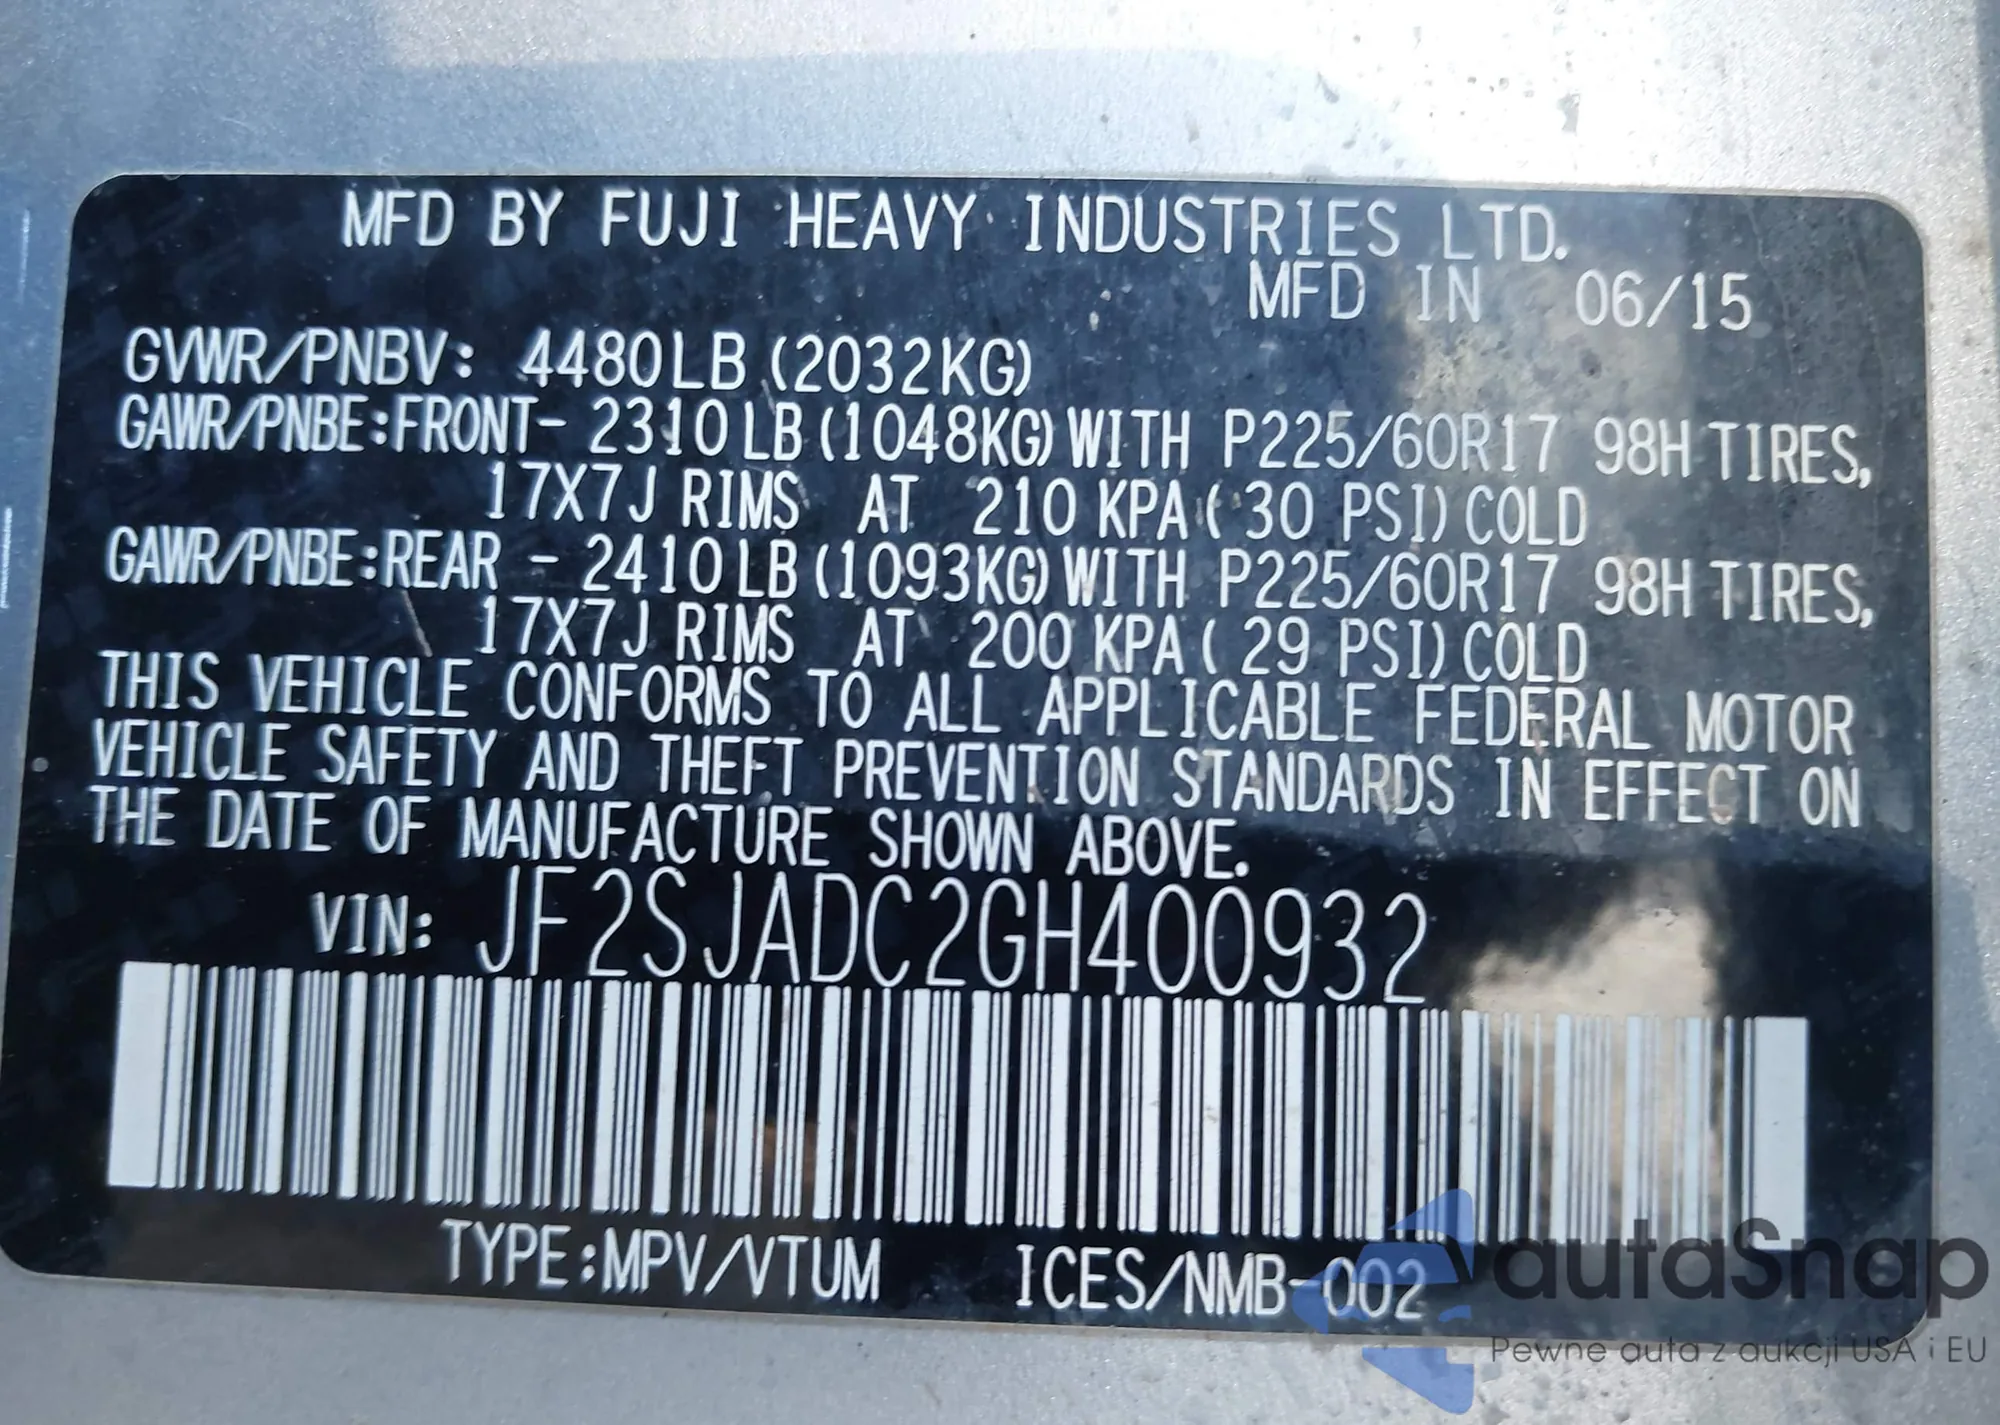 MFD BY FUJI HEAVY INDUSTRIES LTD.
MFD IN 06/15
GVWR/PNBV: 4480LB (2032KG)
GAWR/PNBE:FRONT- 2310LB (1048KG) WITH P225/60R17 98H TIRES,
17X7J RIMS AT 210 KPA ( 30 PSI) COLD
GAWR/PNBE:REAR - 2410LB (1093KG) WITH P225/60R17 98H TIRES,
17X7J RIMS AT 200 KPA ( 29 PSI) COLD
THIS VEHICLE CONFORMS TO ALL APPLICABLE FEDERAL MOTOR
VEHICLE SAFETY AND THEFT PREVENTION STANDARDS IN EFFECT ON
THE DATE OF MANUFACTURE SHOWN ABOVE.
VIN: JF2SJADC2GH400932
TYPE:MPV/VTUM ICES/NMB-002
autaSnap
Pewne auta z aukcji USA i EU